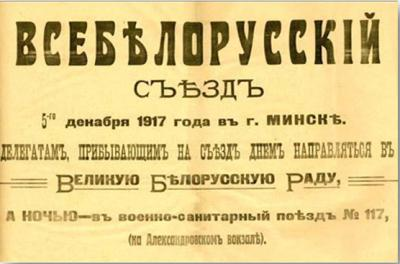 ВСЕБѢЛОРУССКІЙ
СЪѢЗДЪ
5-го декабря 1917 года въ г. МИНСКѢ.
ДЕЛЕГАТАМЪ, ПРИБЫВАЮЩИМЪ НА СЪѢЗДЪ ДНЕМЪ НАПРАВЛЯТЬСЯ ВЪ
ВЕЛИКУЮ БѢЛОРУССКУЮ РАДУ,
А НОЧЬЮ—въ военно-санитарный поѣздъ № 117,
(на Александровскомъ вокзалѣ).